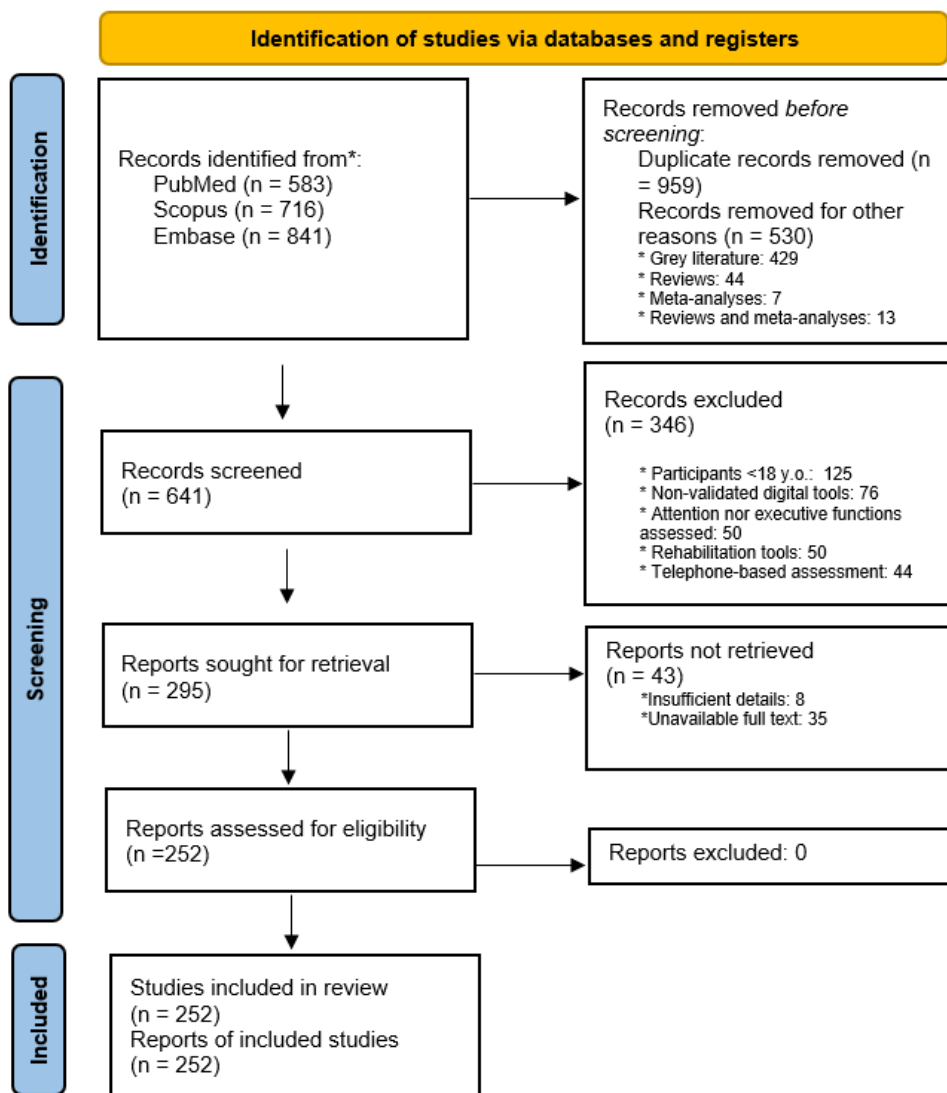 Identification of studies via databases and registers
Identification
Records identified from*:
PubMed (n = 583)
Scopus (n = 716)
Embase (n = 841)
Records removed before
screening:
Duplicate records removed (n
= 959)
Records removed for other
reasons (n = 530)
* Grey literature: 429
* Reviews: 44
* Meta-analyses: 7
* Reviews and meta-analyses: 13
Screening
Records screened
(n = 641)
Records excluded
(n = 346)
* Participants <18 y.o.: 125
* Non-validated digital tools: 76
* Attention nor executive functions
assessed: 50
* Rehabilitation tools: 50
* Telephone-based assessment: 44
Reports sought for retrieval
(n = 295)
Reports not retrieved
(n = 43)
*Insufficient details: 8
*Unavailable full text: 35
Reports assessed for eligibility
(n =252)
Reports excluded: 0
Included
Studies included in review
(n = 252)
Reports of included studies
(n = 252)